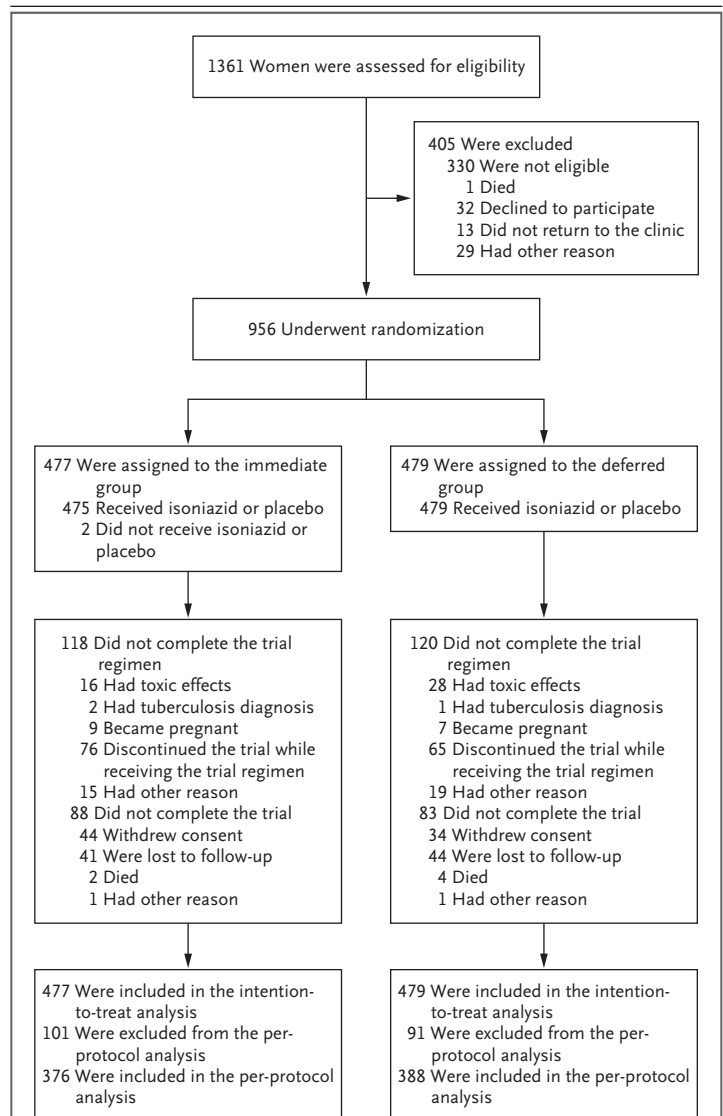 1361 Women were assessed for eligibility
405 Were excluded
330 Were not eligible
1 Died
32 Declined to participate
13 Did not return to the clinic
29 Had other reason
956 Underwent randomization
477 Were assigned to the immediate
group
475 Received isoniazid or placebo
2 Did not receive isoniazid or
placebo
479 Were assigned to the deferred
group
479 Received isoniazid or placebo
118 Did not complete the trial
regimen
16 Had toxic effects
2 Had tuberculosis diagnosis
9 Became pregnant
76 Discontinued the trial while
receiving the trial regimen
15 Had other reason
88 Did not complete the trial
44 Withdrew consent
41 Were lost to follow-up
2 Died
1 Had other reason
120 Did not complete the trial
regimen
28 Had toxic effects
1 Had tuberculosis diagnosis
7 Became pregnant
65 Discontinued the trial while
receiving the trial regimen
19 Had other reason
83 Did not complete the trial
34 Withdrew consent
44 Were lost to follow-up
4 Died
1 Had other reason
477 Were included in the intention-
to-treat analysis
101 Were excluded from the per-
protocol analysis
376 Were included in the per-protocol
analysis
479 Were included in the intention-
to-treat analysis
91 Were excluded from the per-
protocol analysis
388 Were included in the per-protocol
analysis